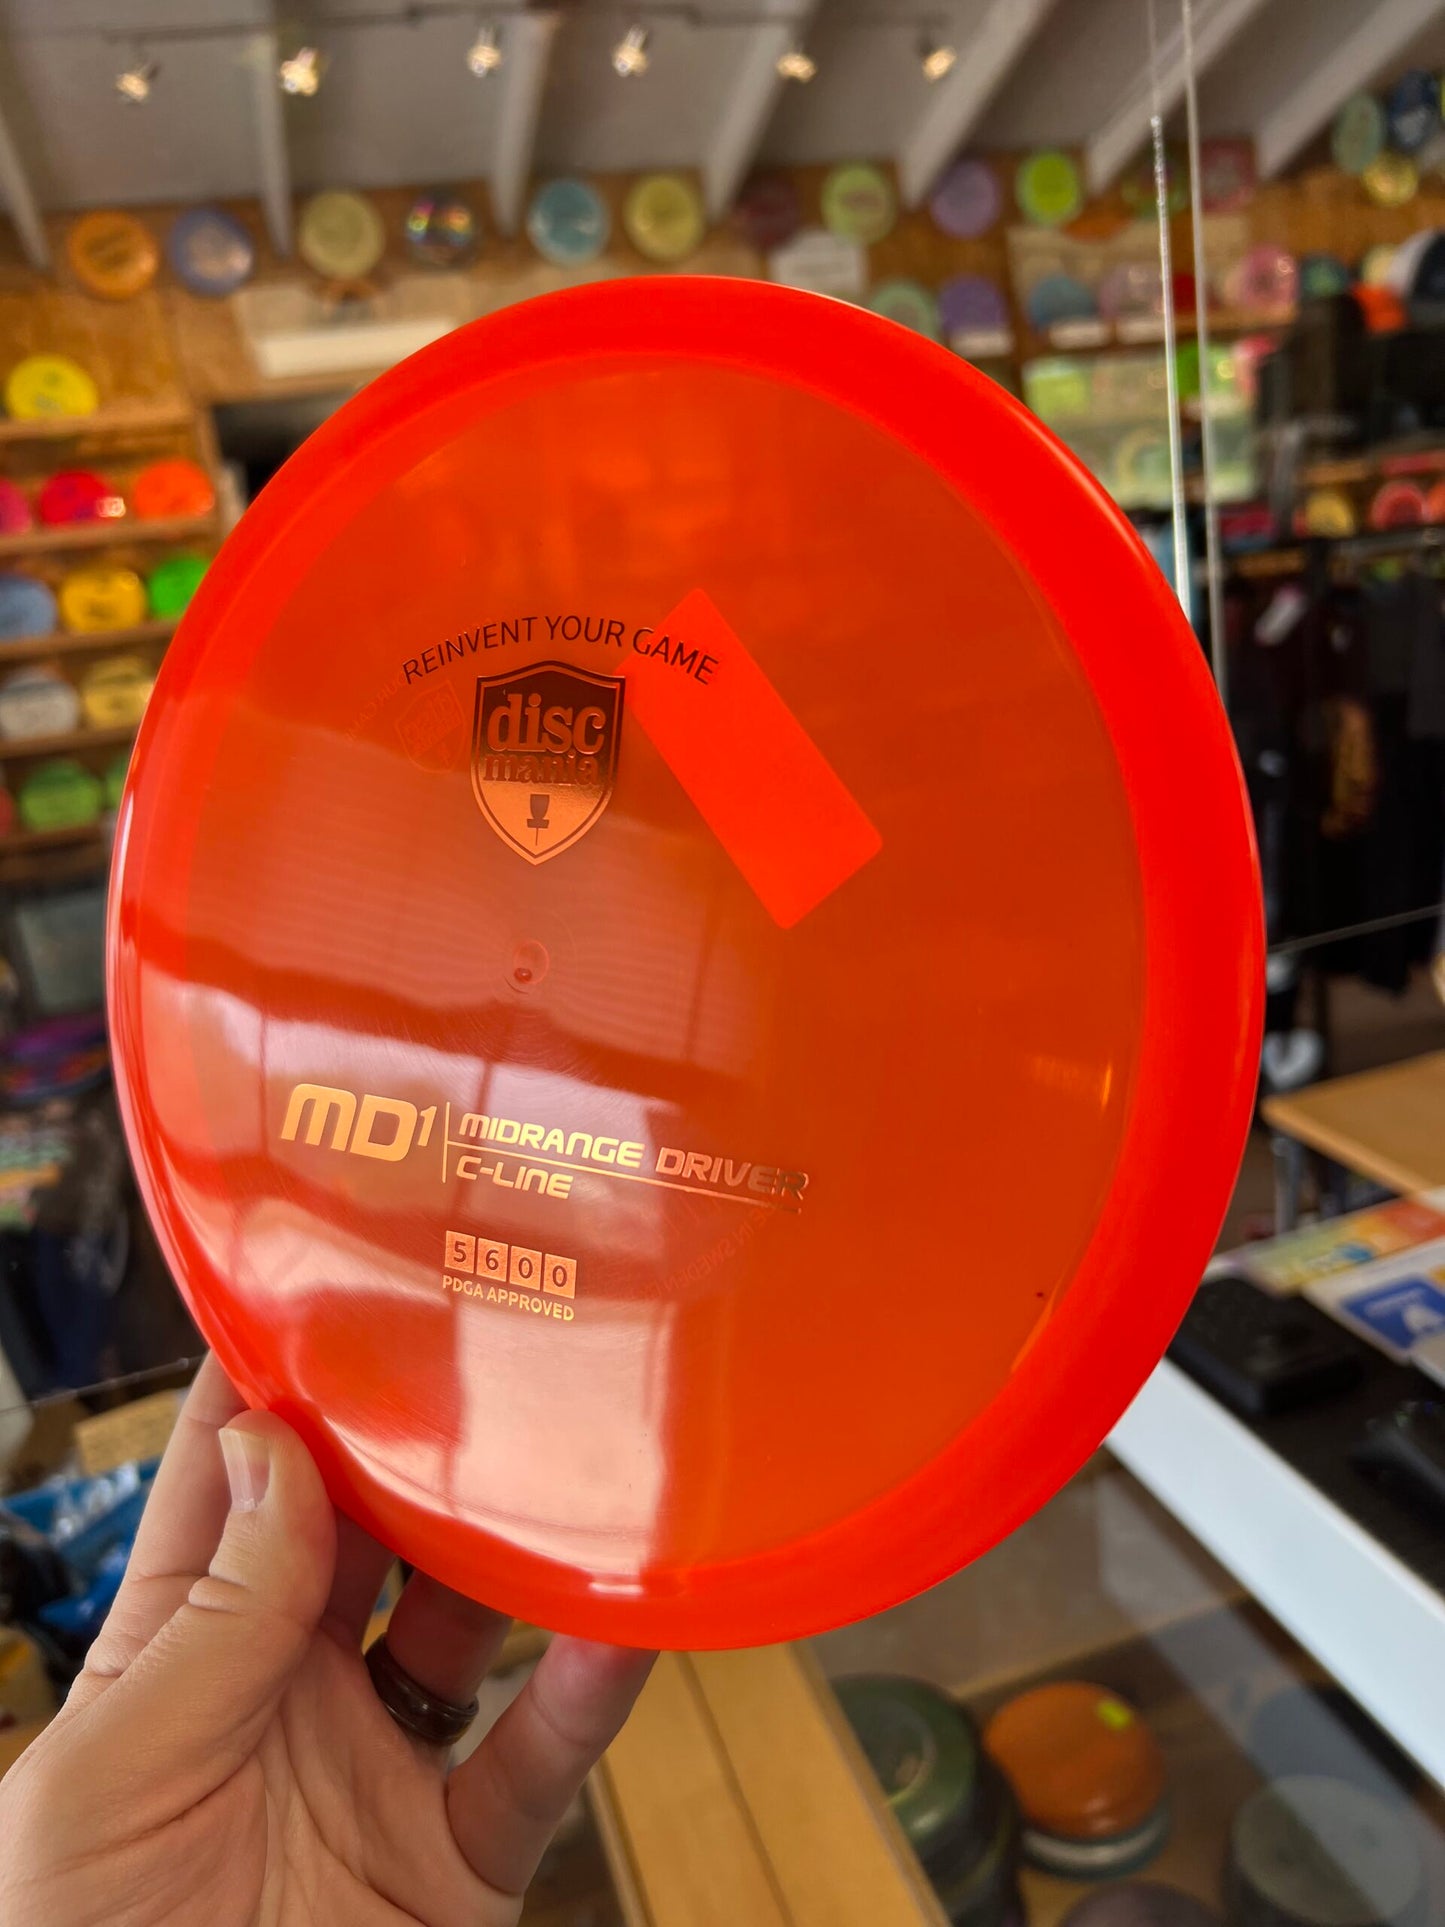 REINVENT YOUR GAME
disc
mania
MD1
MIDRANGE DRIVER
C-LINE
5600
PDGA APPROVED